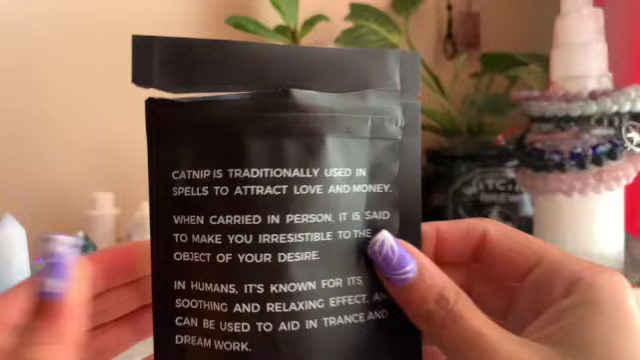 CATNIP IS TRADITIONALLY USED IN
SPELLS TO ATTRACT LOVE AND MONEY.
WHEN CARRIED IN PERSON, IT IS SAID
TO MAKE YOU IRRESISTIBLE TO THE
OBJECT OF YOUR DESIRE.
IN HUMANS, IT'S KNOWN FOR ITS
SOOTHING AND RELAXING EFFECT,
CAN BE USED TO AID IN TRANCE AND
DREAM WORK.